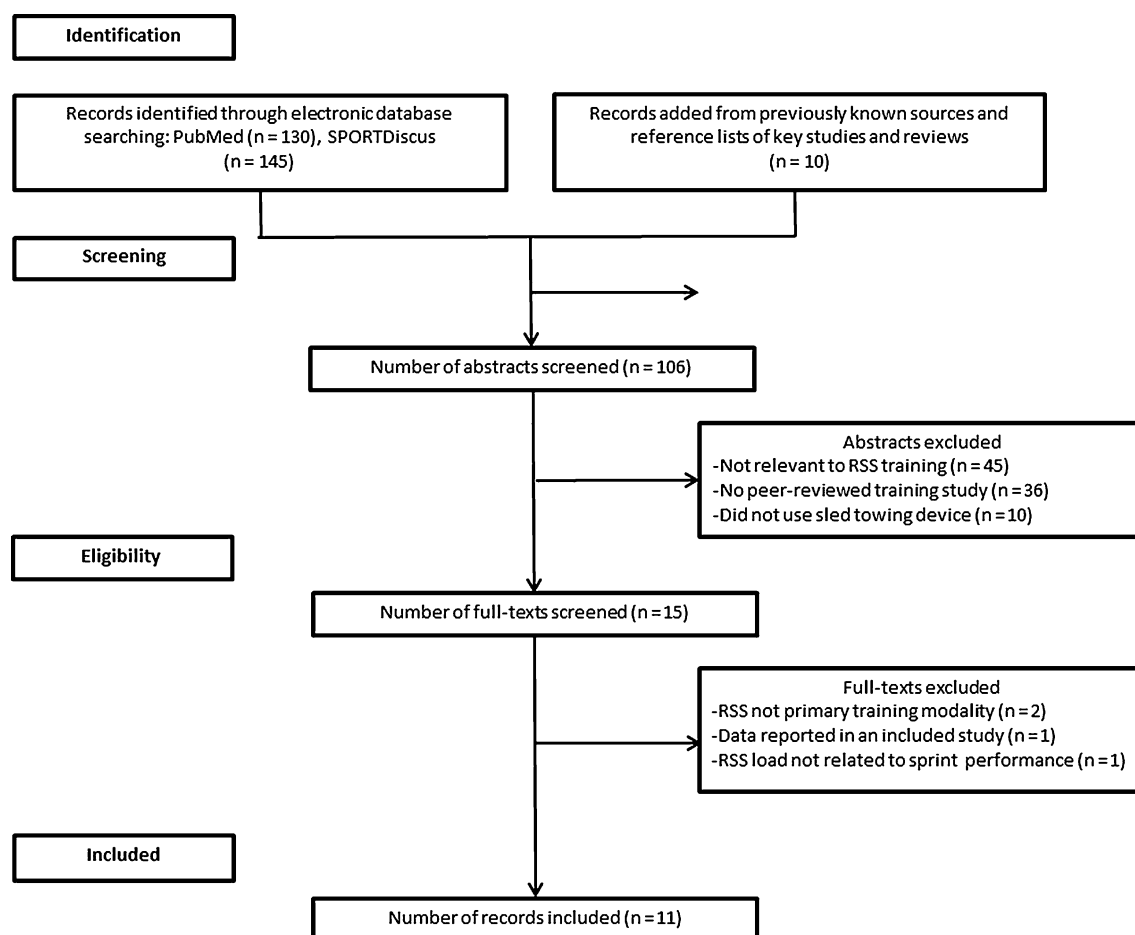 Identification
Records identified through electronic database
searching: PubMed (n = 130), SPORTDiscus
(n = 145)
Records added from previously known sources and
reference lists of key studies and reviews
(n = 10)
Screening
Number of abstracts screened (n = 106)
Abstracts excluded
-Not relevant to RSS training (n = 45)
-No peer-reviewed training study (n = 36)
-Did not use sled towing device (n = 10)
Eligibility
Number of full-texts screened (n = 15)
Full-texts excluded
-RSS not primary training modality (n = 2)
-Data reported in an included study (n = 1)
-RSS load not related to sprint performance (n = 1)
Included
Number of records included (n = 11)